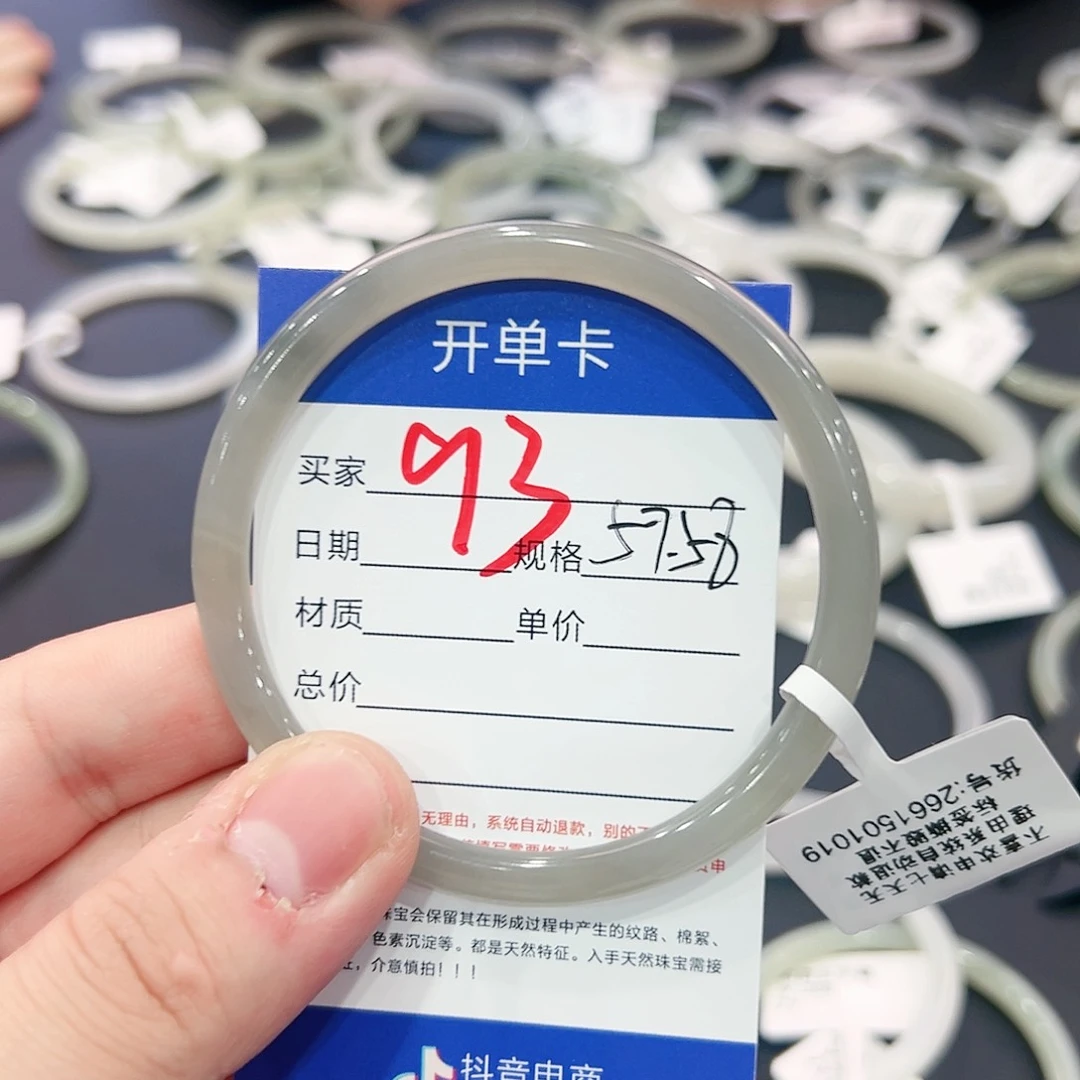 开单卡
买家 93
日期 规格 57.58
材质 单价
总价
无理由，系统自动退款，别的
珠宝会保留其在形成过程中产生的纹路、棉絮、
色素沉淀等。都是天然特征。入手天然珠宝需接
介意慎拍！！！
抖音电商
不喜欢申请七天无
理由系统自动退款
标签撕毁不退
货号:2661501019